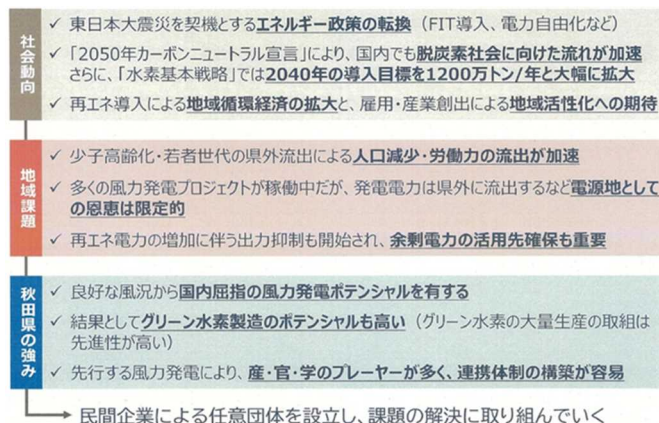 社会動向
✓ 東日本大震災を契機とするエネルギー政策の転換（FIT導入、電力自由化など）
✓ 「2050年カーボンニュートラル宣言」により、国内でも脱炭素社会に向けた流れが加速
さらに、「水素基本戦略」では2040年の導入目標を1200万トン/年と大幅に拡大
✓ 再エネ導入による地域循環経済の拡大と、雇用・産業創出による地域活性化への期待
地域課題
✓ 少子高齢化・若者世代の県外流出による人口減少・労働力の流出が加速
✓ 多くの風力発電プロジェクトが稼働中だが、発電電力は県外に流出するなど電源地として
の恩恵は限定的
✓ 再エネ電力の増加に伴う出力抑制も開始され、余剰電力の活用先確保も重要
秋田県の強み
✓ 良好な風況から国内屈指の風力発電ポテンシャルを有する
✓ 結果としてグリーン水素製造のポテンシャルも高い（グリーン水素の大量生産の取組は
先進性が高い）
✓ 先行する風力発電により、産・官・学のプレーヤーが多く、連携体制の構築が容易
民間企業による任意団体を設立し、課題の解決に取り組んでいく